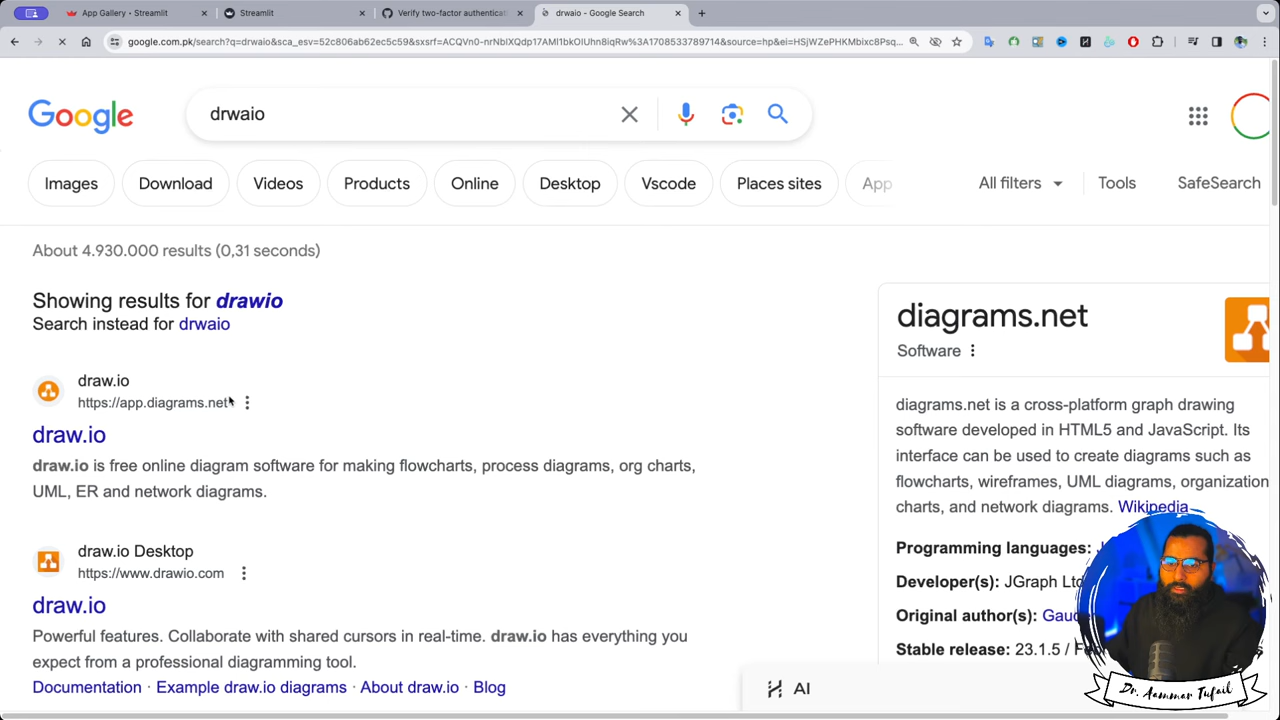 App Gallery - Streamlit
Streamlit
Verify two-factor authenticat
drwaio - Google Search
google.com.pk/search?q=drwaio&sca_esv=52c806ab62ec5c59&sxsrf=
Google
drwaio
Images
Download
Videos
Products
Online
Desktop
Vscode
Places sites
App
All filters
Tools
SafeSearch
About 4.930.000 results (0,31 seconds)
Showing results for drawio
Search instead for drwaio
draw.io
https://app.diagrams.net
draw.io
draw.io is free online diagram software for making flowcharts, process diagrams, org charts,
UML, ER and network diagrams.
draw.io Desktop
https://www.drawio.com
draw.io
Powerful features. Collaborate with shared cursors in real-time. draw.io has everything you
expect from a professional diagramming tool.
Documentation · Example draw.io diagrams · About draw.io · Blog
diagrams.net
Software
diagrams.net is a cross-platform graph drawing
software developed in HTML5 and JavaScript. Its
interface can be used to create diagrams such as
flowcharts, wireframes, UML diagrams, organization
charts, and network diagrams. Wikipedia
Programming languages:
Developer(s): JGraph Ltd
Original author(s): Gaud
Stable release: 23.1.5 /
AI
Dr. Aammar Tufail